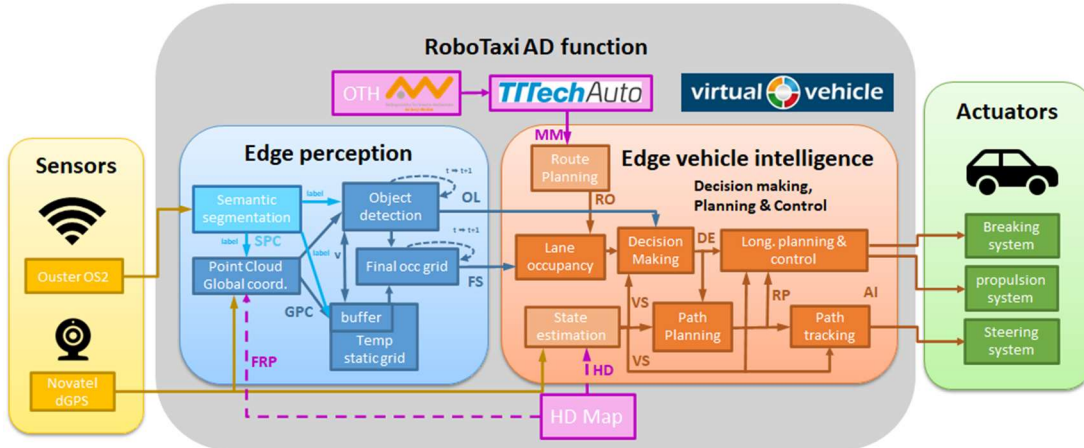 RoboTaxi AD function
OTH
TTTechAuto
virtual vehicle
Sensors
Ouster OS2
Novatel
dGPS
Edge perception
Semantic
segmentation
label
label
SPC
label
Point Cloud
Global coord.
GPC
FRP
Object
detection
t ⇒ t+1
OL
V
t ⇒ t+1
Final occ grid
FS
buffer
Temp
static grid
MM
Edge vehicle intelligence
Decision making,
Planning & Control
Route
Planning
RO
Lane
occupancy
Decision
Making
DE
Long. planning &
control
VS
RP
AI
State
estimation
Path
Planning
Path
tracking
VS
HD
HD Map
Actuators
Breaking
system
propulsion
system
Steering
system